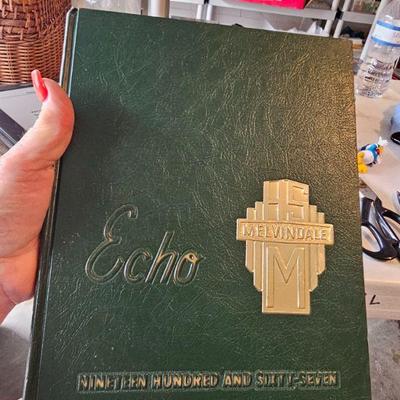 HS
MELVINDALE
M
Echo
NINETEEN HUNDRED AND SIXTY-SEVEN